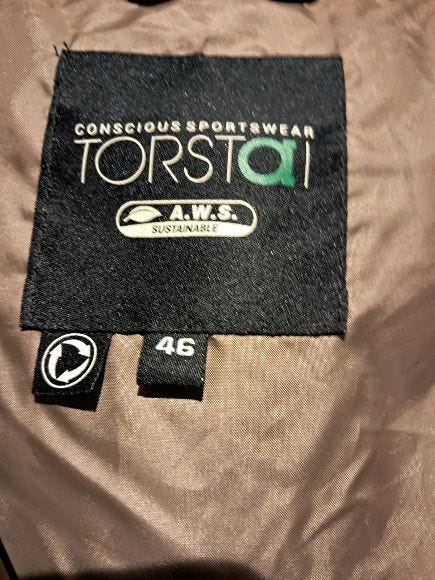 CONSCIOUS SPORTSWEAR
TORSTaI
A.W.S.
SUSTAINABLE
46